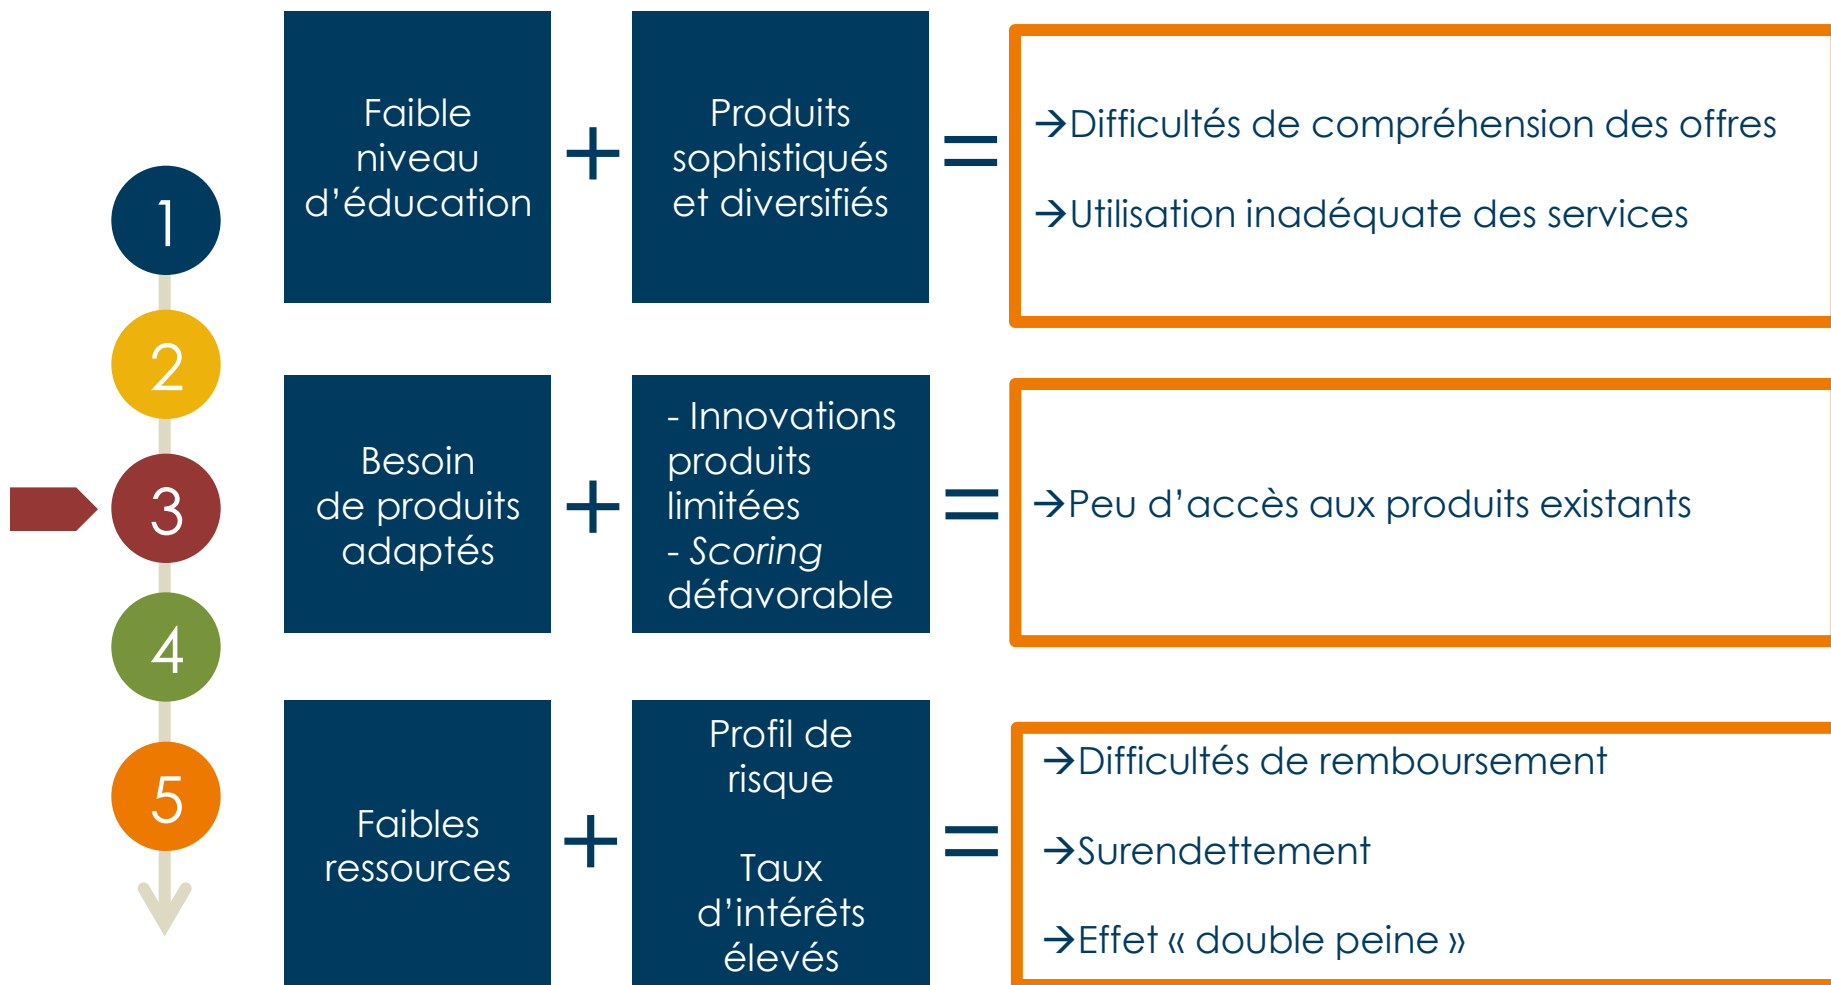 1
2
3
4
5
Faible
niveau
d’éducation
+
Produits
sophistiqués
et diversifiés
=
→Difficultés de compréhension des offres
→Utilisation inadéquate des services
Besoin
de produits
adaptés
+
- Innovations
produits
limitées
- Scoring
défavorable
=
→Peu d’accès aux produits existants
Faibles
ressources
+
Profil de
risque
Taux
d’intérêts
élevés
=
→Difficultés de remboursement
→Surendettement
→Effet « double peine »